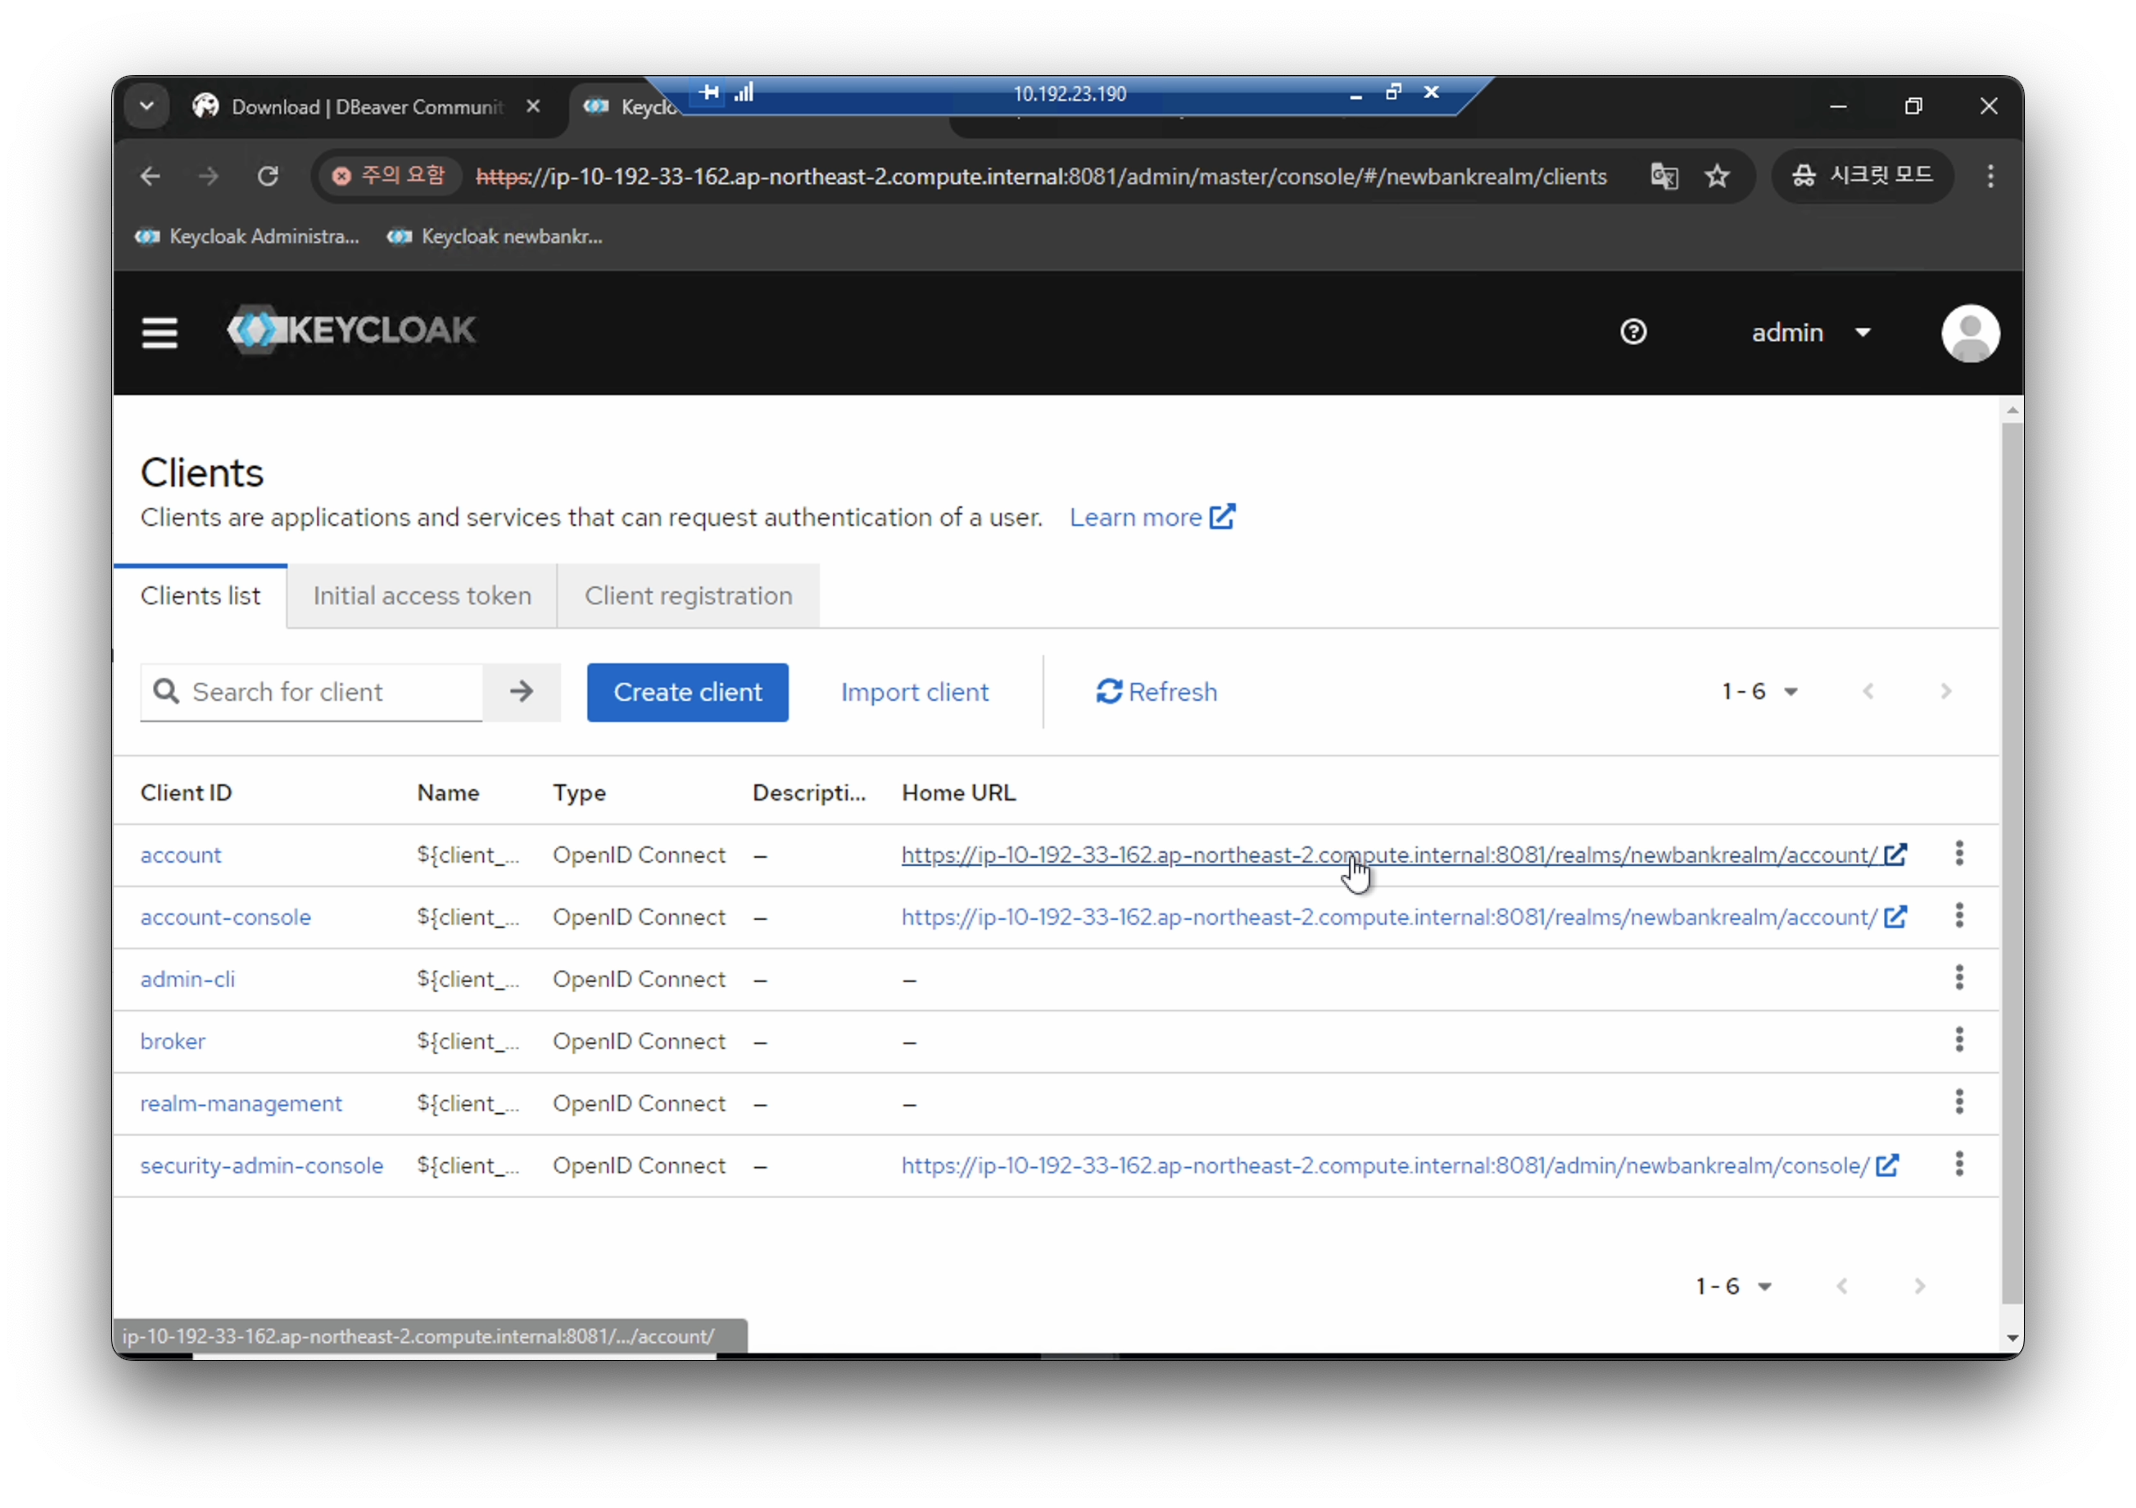 10.192.23.190
Download | DBeaver Communit
Keyclo
주의 요함
https://ip-10-192-33-162.ap-northeast-2.compute.internal:8081/admin/master/console/#/newbankrealm/clients
시크릿 모드
Keycloak Administra...
Keycloak newbankr...
KEYCLOAK
admin
Clients
Clients are applications and services that can request authentication of a user. Learn more
Clients list
Initial access token
Client registration
Search for client
Create client
Import client
Refresh
1 - 6
Client ID Name Type Descripti... Home URL
account ${client_... OpenID Connect – https://ip-10-192-33-162.ap-northeast-2.compute.internal:8081/realms/newbankrealm/account/
account-console ${client_... OpenID Connect – https://ip-10-192-33-162.ap-northeast-2.compute.internal:8081/realms/newbankrealm/account/
admin-cli ${client_... OpenID Connect – –
broker ${client_... OpenID Connect – –
realm-management ${client_... OpenID Connect – –
security-admin-console ${client_... OpenID Connect – https://ip-10-192-33-162.ap-northeast-2.compute.internal:8081/admin/newbankrealm/console/
1 - 6
ip-10-192-33-162.ap-northeast-2.compute.internal:8081/.../account/